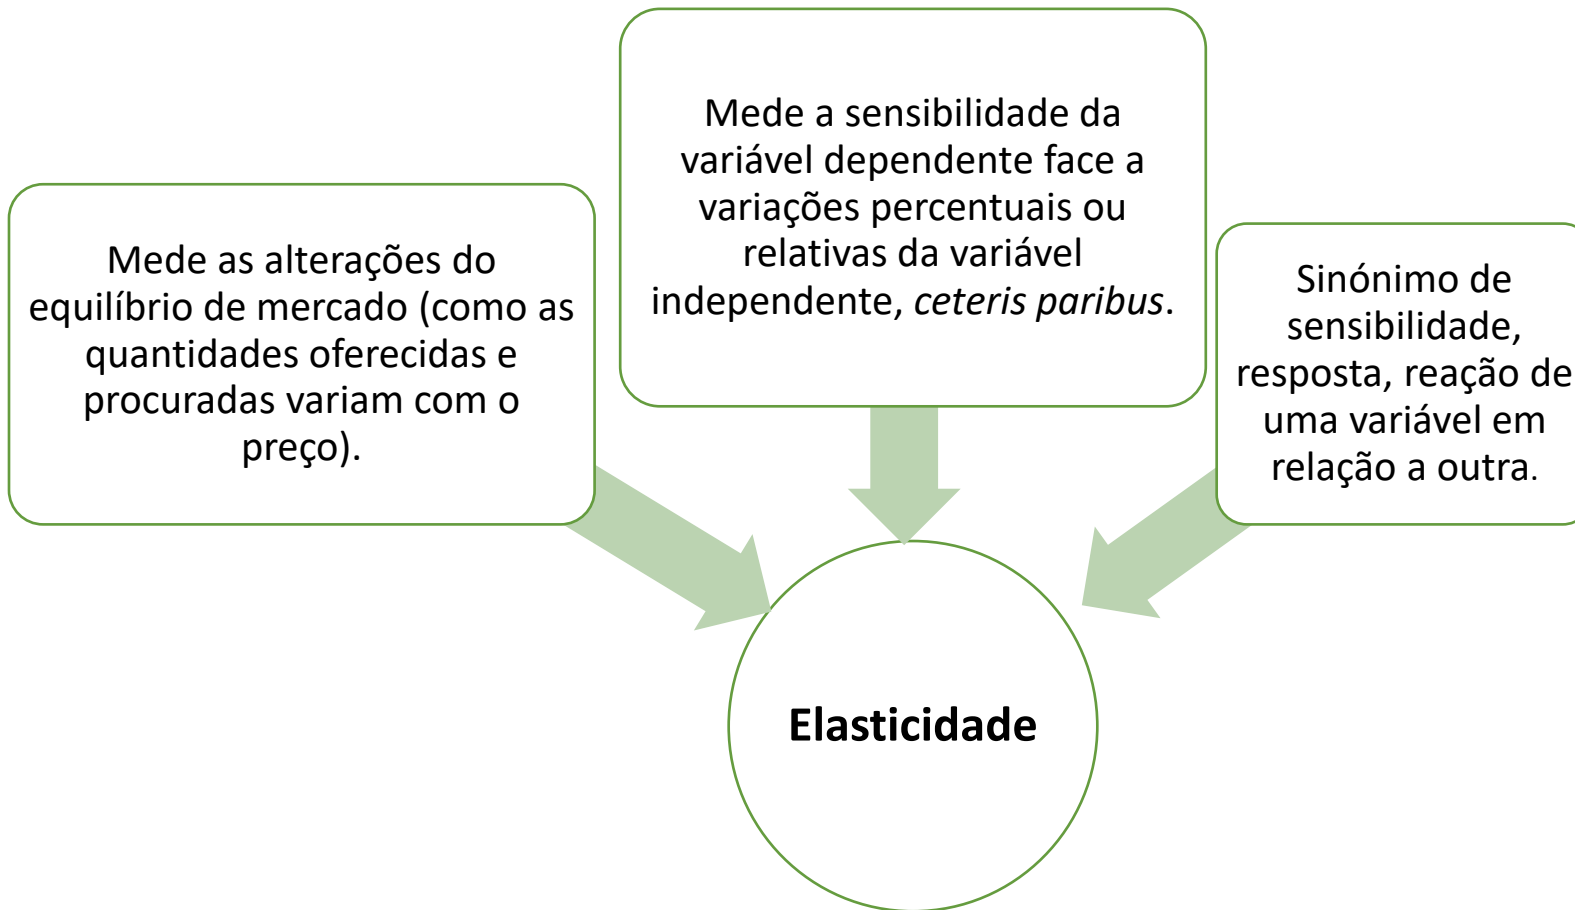 Mede as alterações do
equilíbrio de mercado (como as
quantidades oferecidas e
procuradas variam com o
preço).
Mede a sensibilidade da
variável dependente face a
variações percentuais ou
relativas da variável
independente, ceteris paribus.
Sinónimo de
sensibilidade,
resposta, reação de
uma variável em
relação a outra.
Elasticidade